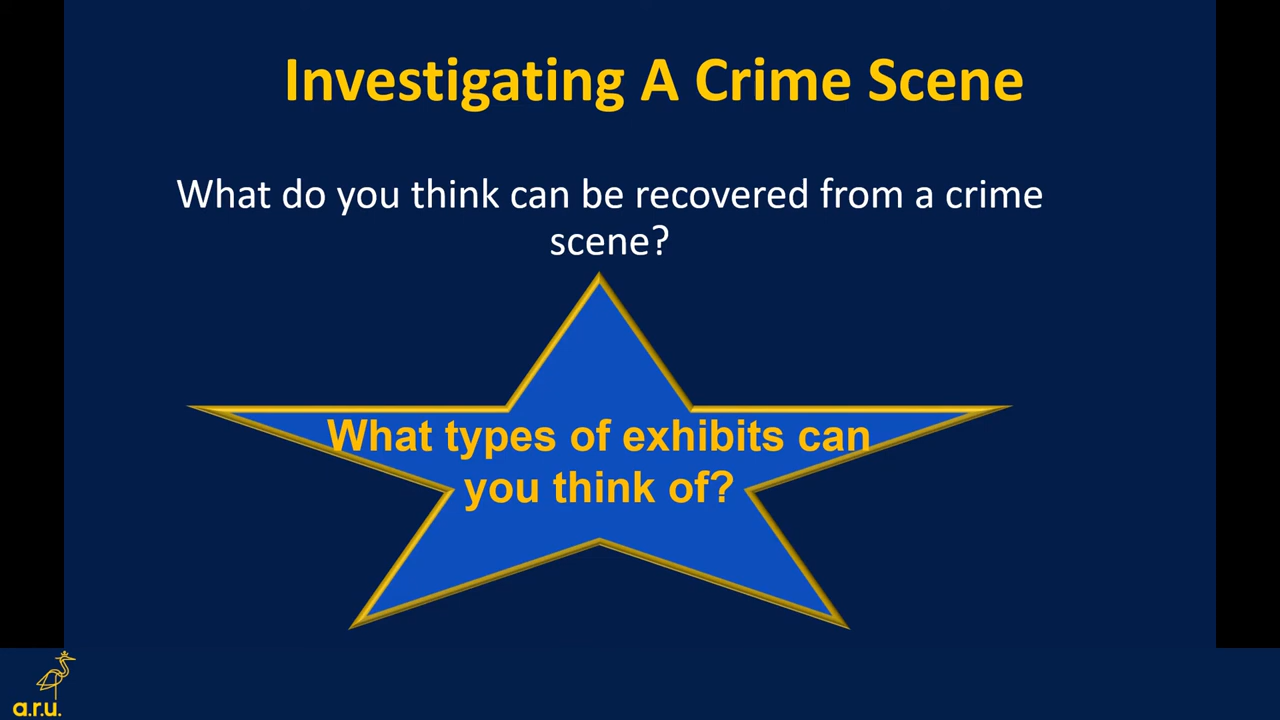 Investigating A Crime Scene
What do you think can be recovered from a crime
scene?
What types of exhibits can
you think of?
a.r.u.